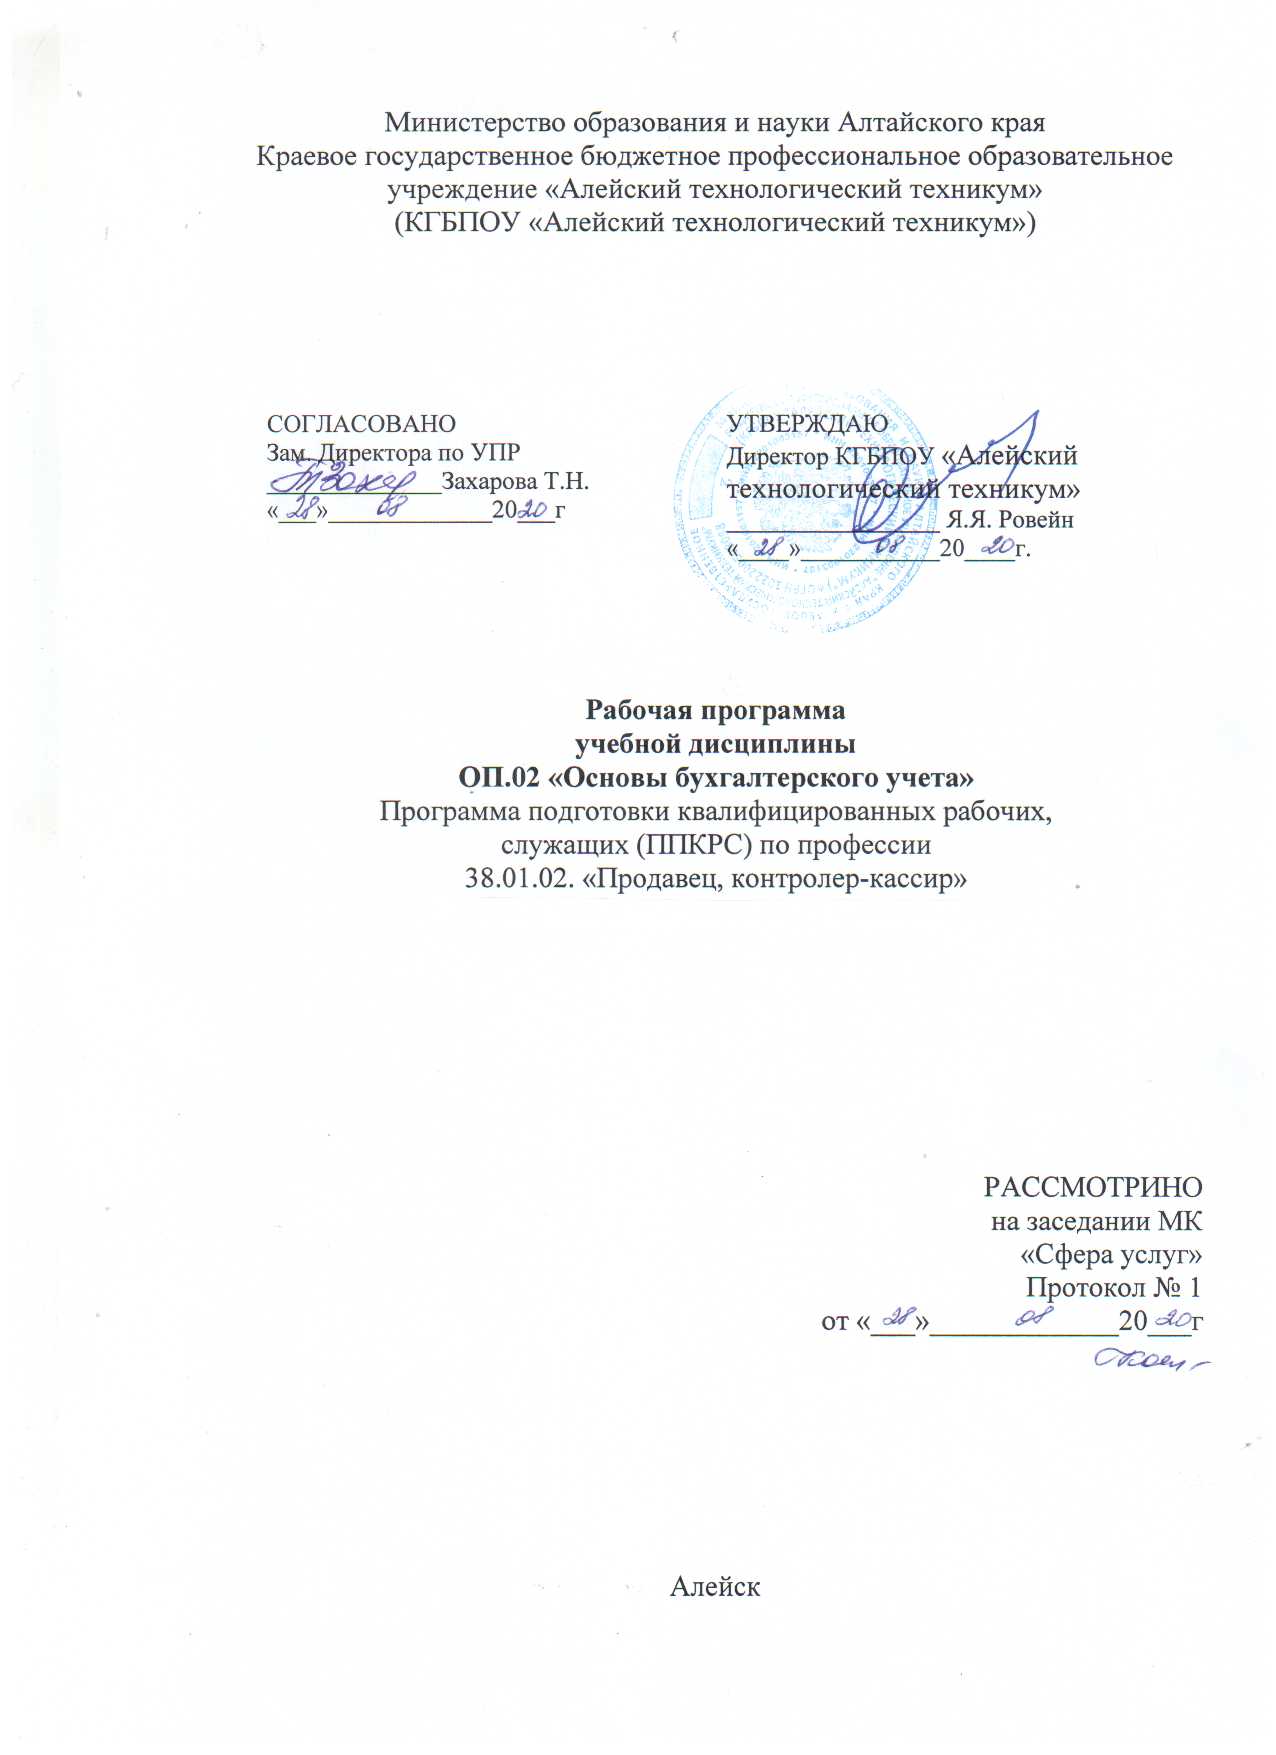 Министерство образования и науки Алтайского края
Краевое государственное бюджетное профессиональное образовательное
учреждение «Алейский технологический техникум»
(КГБПОУ «Алейский технологический техникум»)
СОГЛАСОВАНО
Зам. Директора по УПР
Захарова Т.Н.
«28» 08 2020г
УТВЕРЖДАЮ
Директор КГБПОУ «Алейский
технологический техникум»
Я.Я. Ровейн
«28» 08 2020г.
Рабочая программа
учебной дисциплины
ОП.02 «Основы бухгалтерского учета»
Программа подготовки квалифицированных рабочих,
служащих (ППКРС) по профессии
38.01.02. «Продавец, контролер-кассир»
РАССМОТРИНО
на заседании МК
«Сфера услуг»
Протокол № 1
от «28» 08 2020г
Алейск